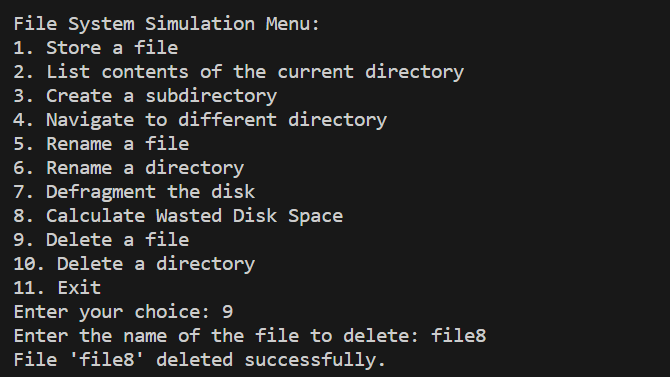 File System Simulation Menu:
1. Store a file
2. List contents of the current directory
3. Create a subdirectory
4. Navigate to different directory
5. Rename a file
6. Rename a directory
7. Defragment the disk
8. Calculate Wasted Disk Space
9. Delete a file
10. Delete a directory
11. Exit
Enter your choice: 9
Enter the name of the file to delete: file8
File 'file8' deleted successfully.